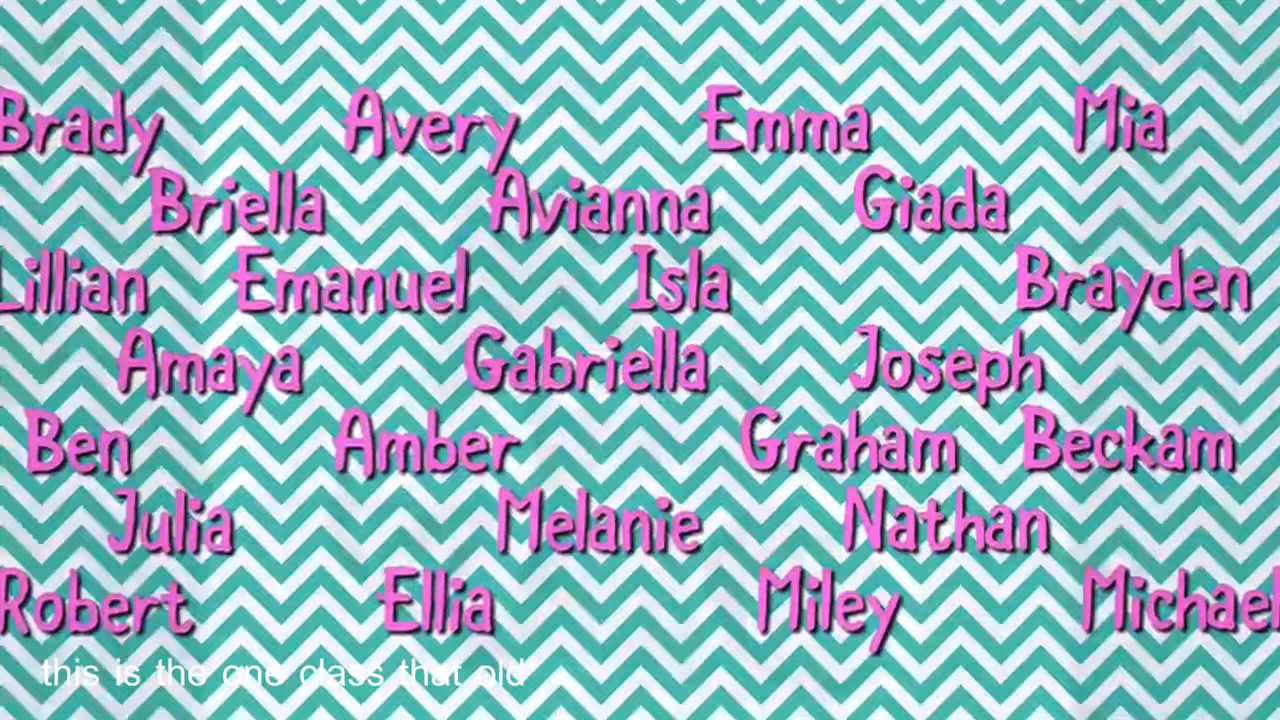 Brady Avery Emma Mia
Briella Avianna Giada
Lillian Emanuel Isla Brayden
Amaya Gabriella Joseph
Ben Amber Graham Beckam
Julia Melanie Nathan
Robert Ellia Miley Michael
this is the one class that old